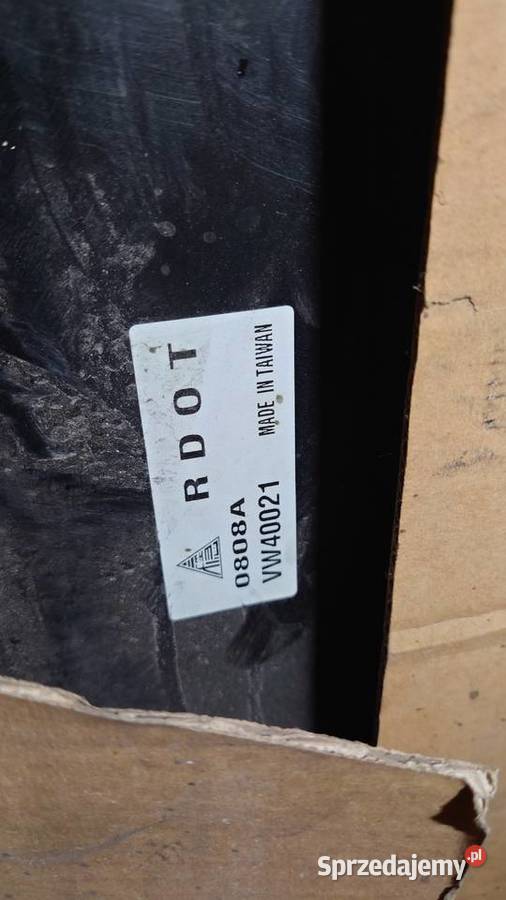 RDOT
0808A
VW40021 MADE IN TAIWAN
Sprzedajemy.pl